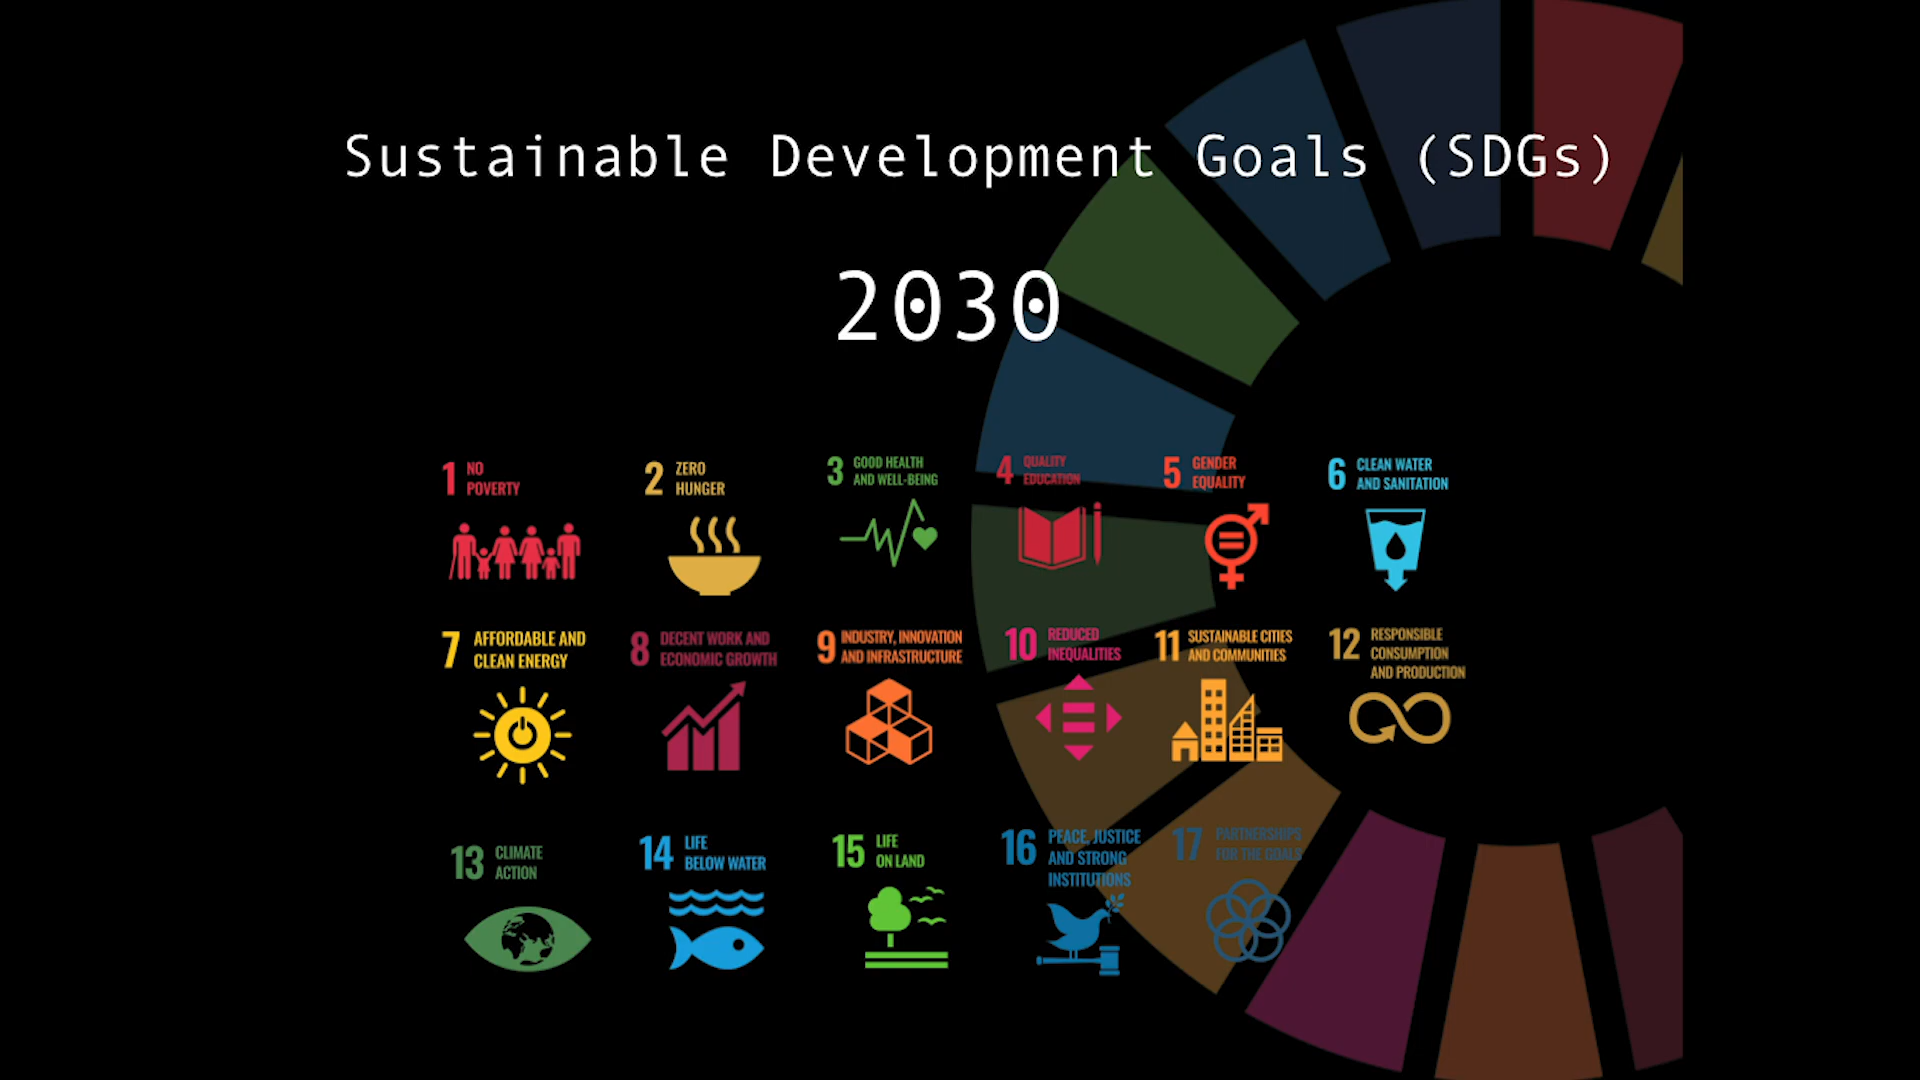 Sustainable Development Goals (SDGs)
2030
1 NO
POVERTY
2 ZERO
HUNGER
3 GOOD HEALTH
AND WELL-BEING
4 QUALITY
EDUCATION
5 GENDER
EQUALITY
6 CLEAN WATER
AND SANITATION
7 AFFORDABLE AND
CLEAN ENERGY
8 DECENT WORK AND
ECONOMIC GROWTH
9 INDUSTRY, INNOVATION
AND INFRASTRUCTURE
10 REDUCED
INEQUALITIES
11 SUSTAINABLE CITIES
AND COMMUNITIES
12 RESPONSIBLE
CONSUMPTION
AND PRODUCTION
13 CLIMATE
ACTION
14 LIFE
BELOW WATER
15 LIFE
ON LAND
16 PEACE, JUSTICE
AND STRONG
INSTITUTIONS
17 PARTNERSHIPS
FOR THE GOALS